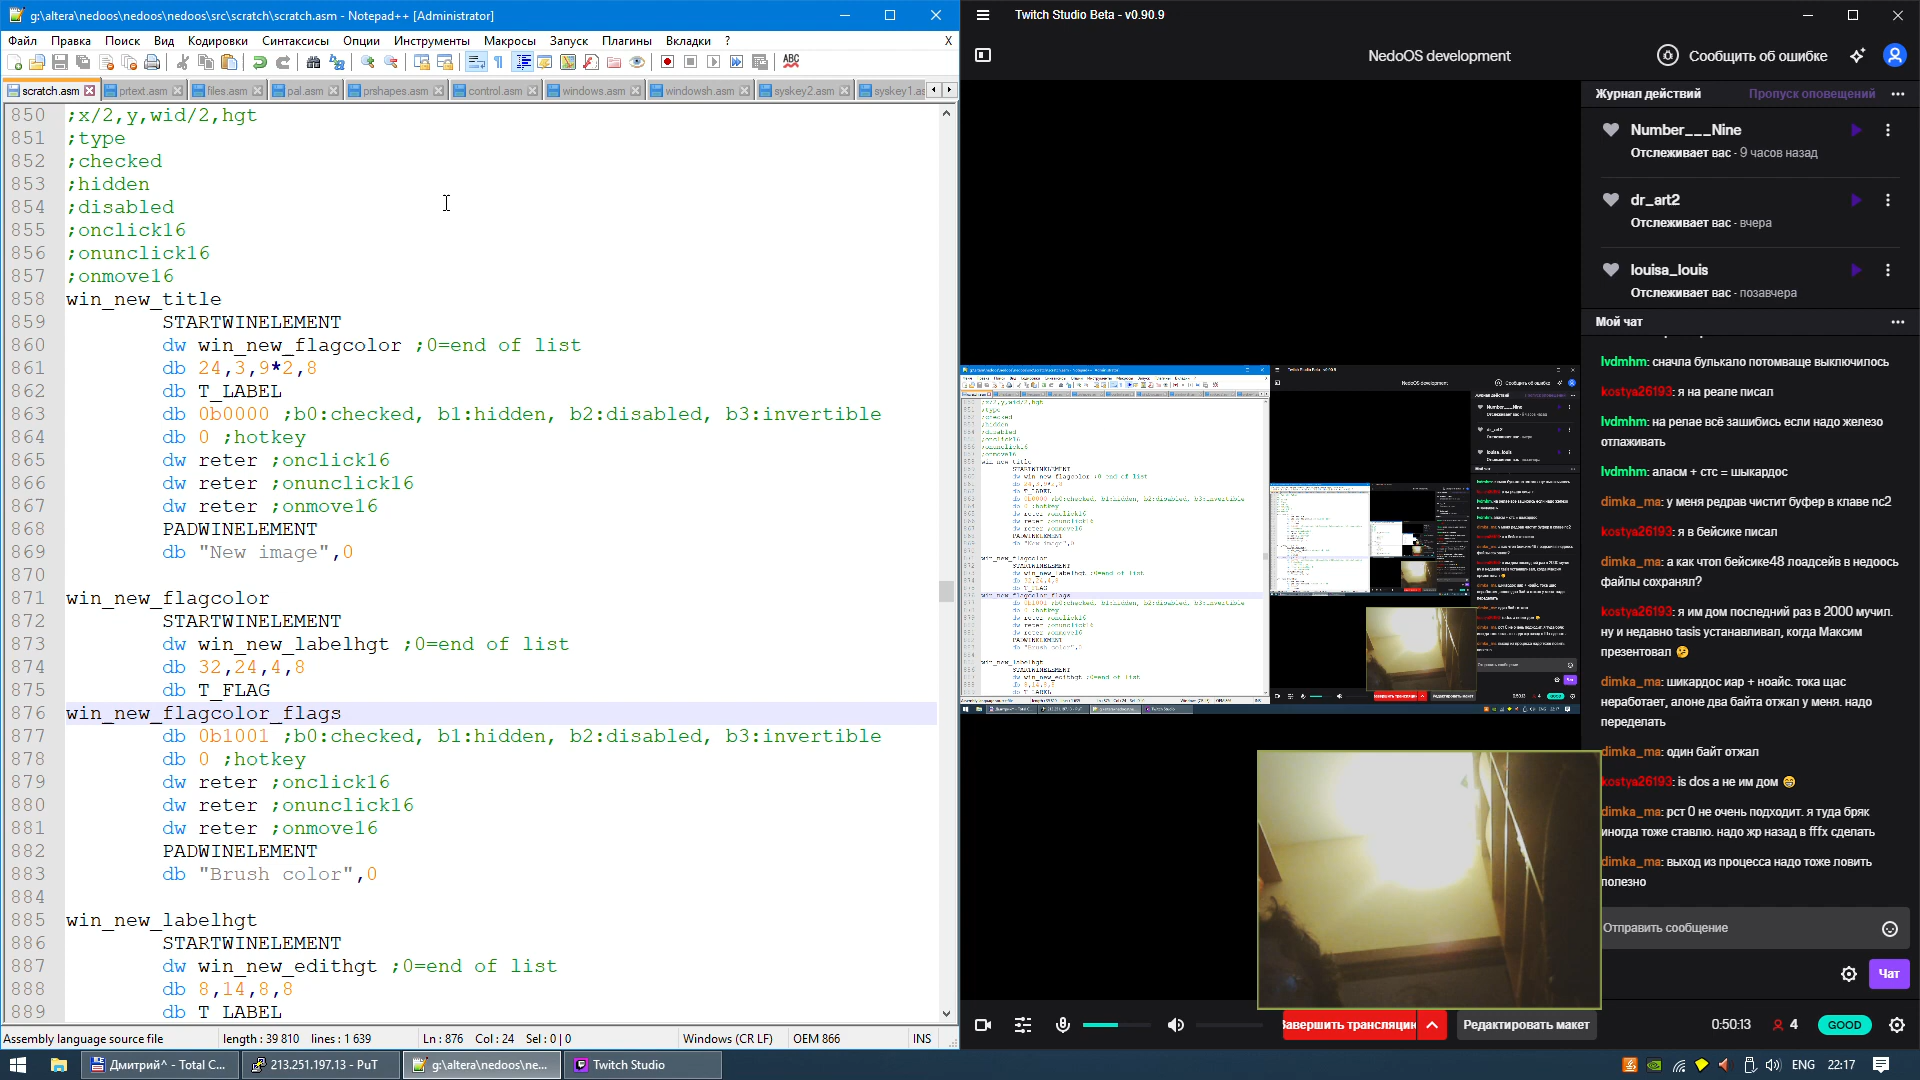 g:\altera\nedoos\nedoos\nedoos\src\scratch\scratch.asm - Notepad++ [Administrator]
Файл Правка Поиск Вид Кодировки Синтаксисы Опции Инструменты Макросы Запуск Плагины Вкладки ? X
scratch.asm prtext.asm files.asm pal.asm prshapes.asm control.asm windows.asm windowsh.asm syskey2.asm syskey1.as
850 ;x/2,y,wid/2,hgt
851 ;type
852 ;checked
853 ;hidden
854 ;disabled
855 ;onclick16
856 ;onunclick16
857 ;onmove16
858 win_new_title
859 STARTWINELEMENT
860 dw win_new_flagcolor ;0=end of list
861 db 24,3,9*2,8
862 db T_LABEL
863 db 0b0000 ;b0:checked, b1:hidden, b2:disabled, b3:invertible
864 db 0 ;hotkey
865 dw reter ;onclick16
866 dw reter ;onunclick16
867 dw reter ;onmove16
868 PADWINELEMENT
869 db "New image",0
870
871 win_new_flagcolor
872 STARTWINELEMENT
873 dw win_new_labelhgt ;0=end of list
874 db 32,24,4,8
875 db T_FLAG
876 win_new_flagcolor_flags
877 db 0b1001 ;b0:checked, b1:hidden, b2:disabled, b3:invertible
878 db 0 ;hotkey
879 dw reter ;onclick16
880 dw reter ;onunclick16
881 dw reter ;onmove16
882 PADWINELEMENT
883 db "Brush color",0
884
885 win_new_labelhgt
886 STARTWINELEMENT
887 dw win_new_edithgt ;0=end of list
888 db 8,14,8,8
889 db T_LABEL
Assembly language source file length : 39 810 lines : 1 639 Ln : 876 Col : 24 Sel : 0 | 0 Windows (CR LF) OEM 866 INS
Twitch Studio Beta - v0.90.9
NedoOS development
Сообщить об ошибке
Журнал действий Пропуск оповещений
Number___Nine
Отслеживает вас - 9 часов назад
dr_art2
Отслеживает вас - вчера
louisa_louis
Отслеживает вас - позавчера
Мой чат
lvdmhm: сначла булькало потомваще выключилось
kostya26193: я на реале писал
lvdmhm: на репае всё зашибись если надо железо
отлаживать
lvdmhm: аласм + стс = шыкардос
dimka_ma: у меня редрав чистит буфер в клаве пс2
kostya26193: я в бейсике писал
dimka_ma: а как чтоп бейсике48 лоадсейв в недоось
файлы сохранял?
kostya26193: я им дом последний раз в 2000 мучил.
ну и недавно tasis устанавливал, когда Максим
презентовал
dimka_ma: шикардос иар + ноайс. тока щас
неработает, алоне два байта отжал у меня. надо
переделать
dimka_ma: один байт отжал
kostya26193: is dos а не им дом
dimka_ma: рст 0 не очень подходит. я туда бряк
иногда тоже ставлю. надо жр назад в fffx сделать
dimka_ma: выход из процесса надо тоже ловить
полезно
Отправить сообщение
Чат
Завершить трансляцию Редактировать макет 0:50:13 4 GOOD
Дмитрий^ - Total C... 213.251.197.13 - PuT g:\altera\nedoos\ne... Twitch Studio ENG 22:17